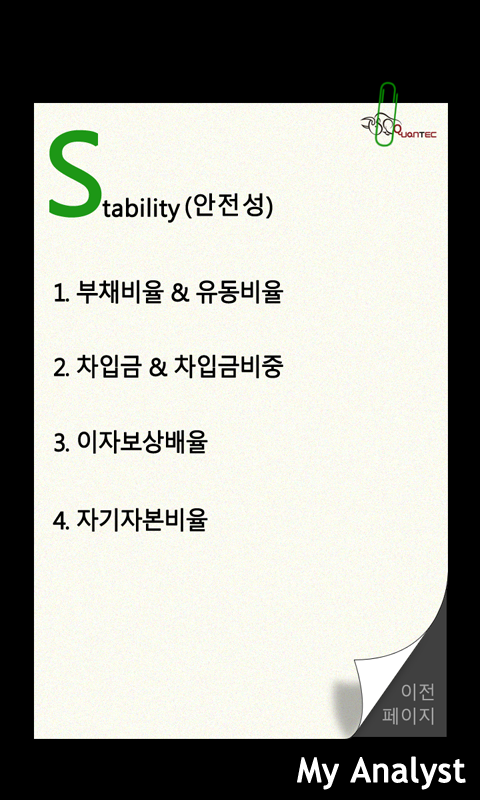 QUANTEC
Stability (안전성)
1. 부채비율 & 유동비율
2. 차입금 & 차입금비중
3. 이자보상배율
4. 자기자본비율
이전
페이지
My Analyst